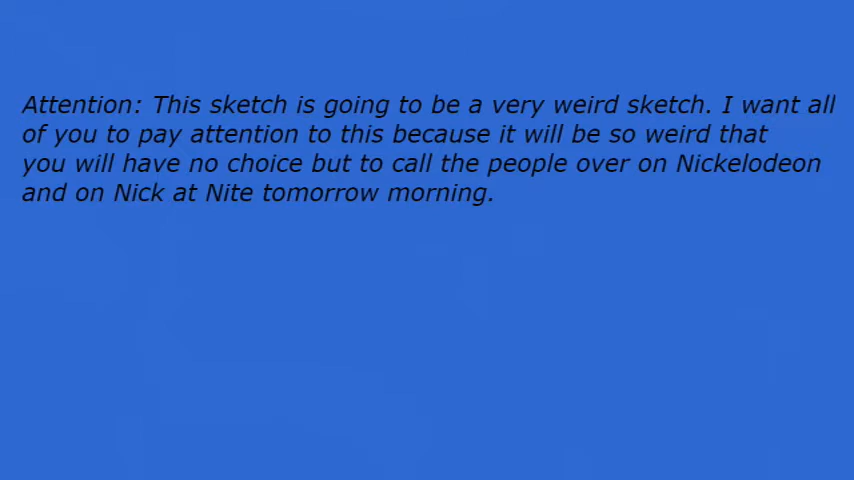 Attention: This sketch is going to be a very weird sketch. I want all
of you to pay attention to this because it will be so weird that
you will have no choice but to call the people over on Nickelodeon
and on Nick at Nite tomorrow morning.